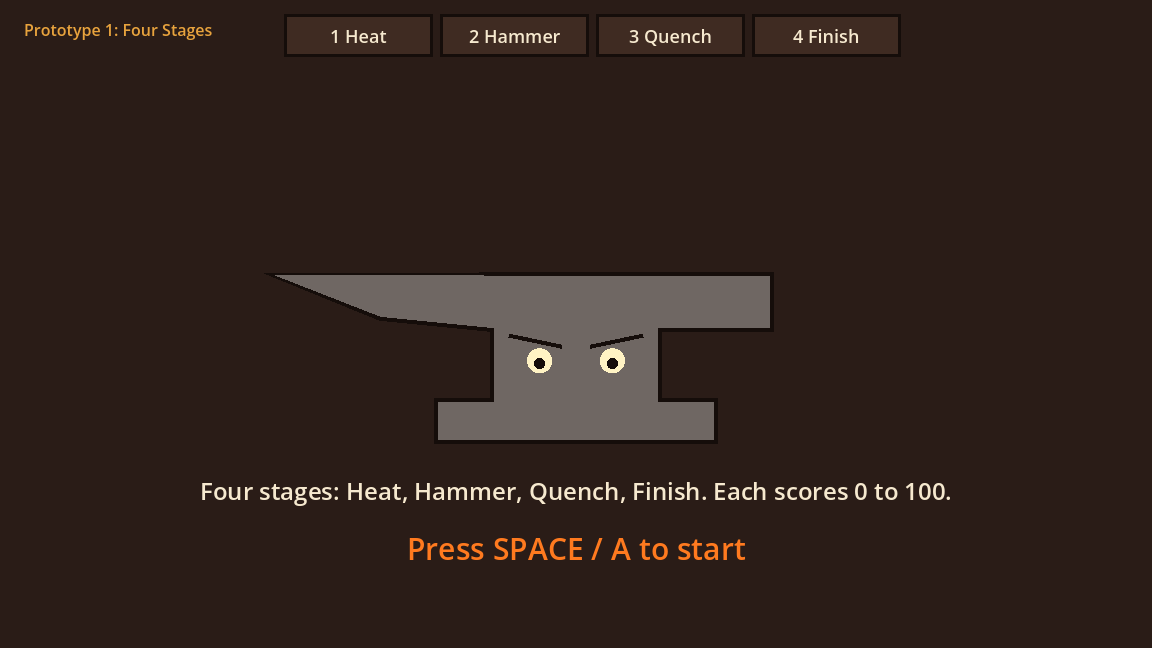 Prototype 1: Four Stages
1 Heat
2 Hammer
3 Quench
4 Finish
Four stages: Heat, Hammer, Quench, Finish. Each scores 0 to 100.
Press SPACE / A to start